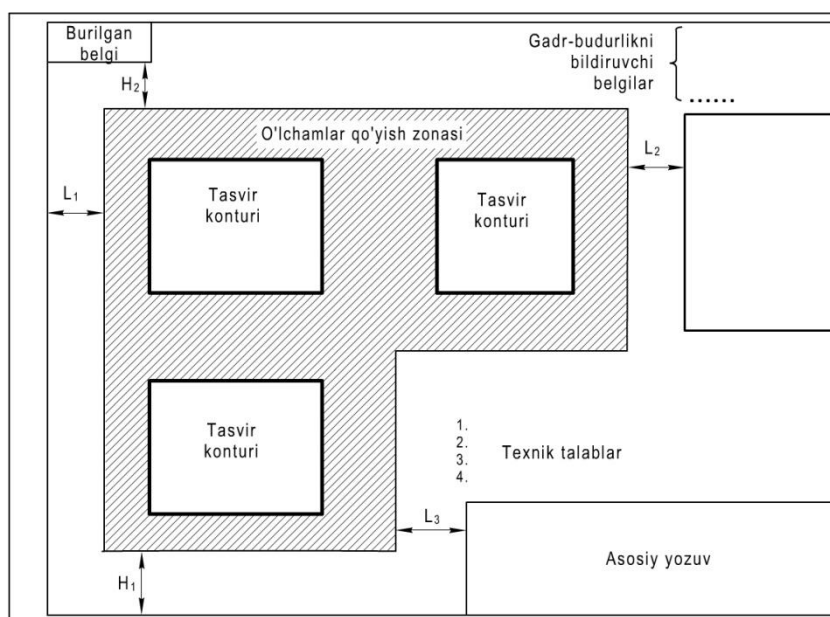 Burilgan
belgi
Gadr-budurlikni
bildiruvchi
belgilar
......
H2
O'lchamlar qo'yish zonasi
L2
L1
Tasvir
konturi
Tasvir
konturi
Tasvir
konturi
1.
2.
3.
4.
Texnik talablar
L3
H1
Asosiy yozuv